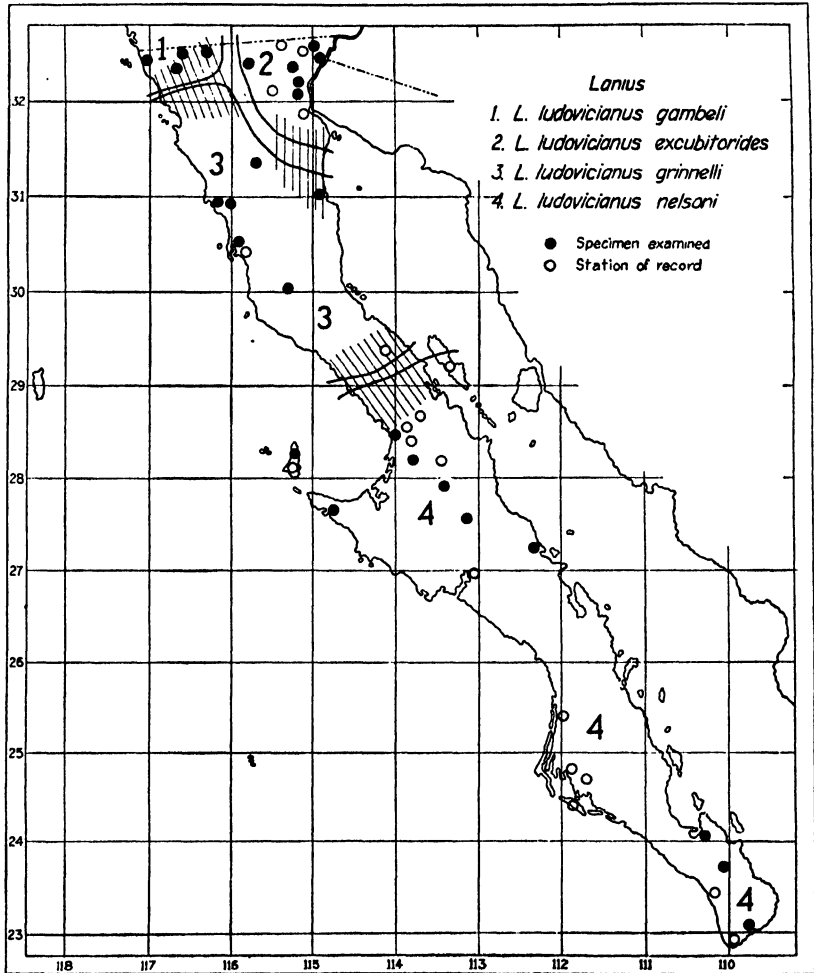 Lanius
1. L. ludovicianus gambeli
2. L. ludovicianus excubitorides
3. L. ludovicianus grinnelli
4. L. ludovicianus nelsoni
● Specimen examined
○ Station of record
1
2
32
3
31
30
3
29
28
4
27
26
25
4
24
4
23
118 117 116 115 114 113 112 111 110